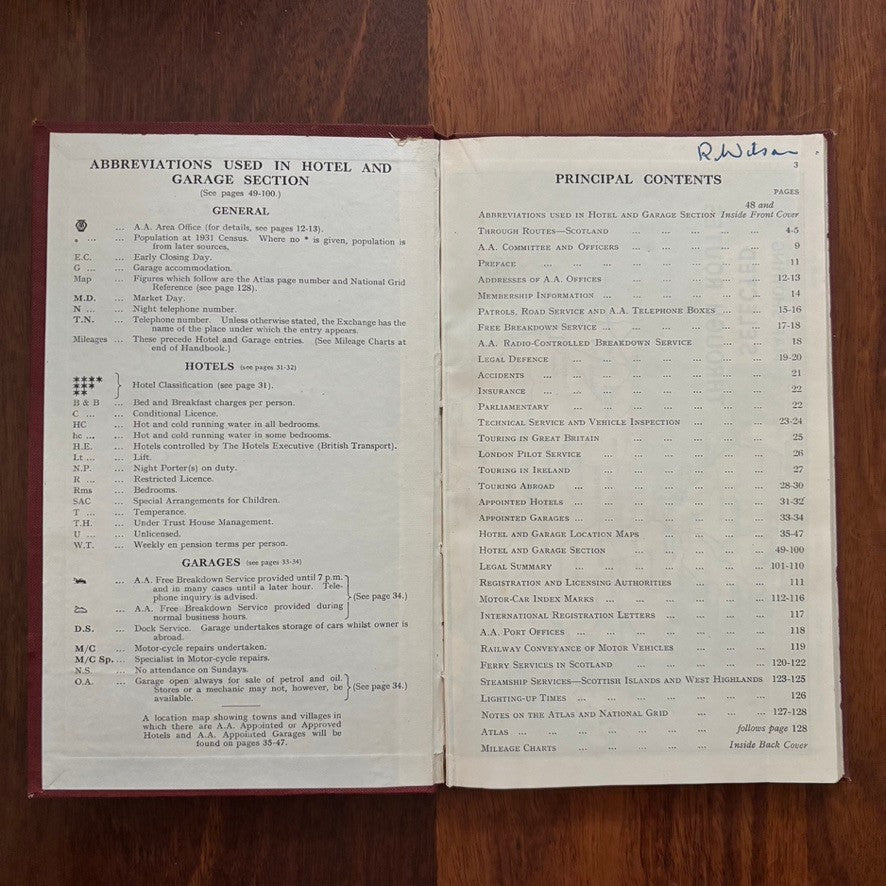 ABBREVIATIONS USED IN HOTEL AND
GARAGE SECTION
(See pages 49-100.)
GENERAL
... A.A. Area Office (for details, see pages 12-13).
* ... ... Population at 1931 Census. Where no * is given, population is
from later sources.
E.C. ... Early Closing Day.
G ... ... Garage accommodation.
Map ... Figures which follow are the Atlas page number and National Grid
Reference (see page 128).
M.D. ... Market Day.
N ... ... Night telephone number.
T.N. ... Telephone number. Unless otherwise stated, the Exchange has the
name of the place under which the entry appears.
Mileages ... These precede Hotel and Garage entries. (See Mileage Charts at
end of Handbook.)
HOTELS (see pages 31-32)
****
***
**
} Hotel Classification (see page 31).
B & B ... Bed and Breakfast charges per person.
C ... ... Conditional Licence.
HC ... Hot and cold running water in all bedrooms.
hc ... ... Hot and cold running water in some bedrooms.
H.E. ... Hotels controlled by The Hotels Executive (British Transport).
Lt ... ... Lift.
N.P. ... Night Porter(s) on duty.
R ... ... Restricted Licence.
Rms ... Bedrooms.
SAC ... Special Arrangements for Children.
T ... ... Temperance.
T.H. ... Under Trust House Management.
U ... ... Unlicensed.
W.T. ... Weekly en pension terms per person.
GARAGES (see pages 33-34)
... A.A. Free Breakdown Service provided until 7 p.m.
and in many cases until a later hour. Tele-
phone inquiry is advised.
} (See page 34.)
... A.A. Free Breakdown Service provided during
normal business hours.
D.S. ... Dock Service. Garage undertakes storage of cars whilst owner is
abroad.
M/C ... Motor-cycle repairs undertaken.
M/C Sp.... Specialist in Motor-cycle repairs.
N.S. ... No attendance on Sundays.
O.A. ... Garage open always for sale of petrol and oil.
Stores or a mechanic may not, however, be
available.
} (See page 34.)
A location map showing towns and villages in
which there are A.A. Appointed or Approved
Hotels and A.A. Appointed Garages will be
found on pages 35-47.
R Wilson
3
PRINCIPAL CONTENTS
PAGES
48 and
ABBREVIATIONS USED IN HOTEL AND GARAGE SECTION Inside Front Cover
THROUGH ROUTES—SCOTLAND ... ... ... ... 4-5
A.A. COMMITTEE AND OFFICERS ... ... ... ... 9
PREFACE ... ... ... ... ... ... ... 11
ADDRESSES OF A.A. OFFICES ... ... ... ... 12-13
MEMBERSHIP INFORMATION ... ... ... ... ... 14
PATROLS, ROAD SERVICE AND A.A. TELEPHONE BOXES ... ... 15-16
FREE BREAKDOWN SERVICE ... ... ... ... ... 17-18
A.A. RADIO-CONTROLLED BREAKDOWN SERVICE ... ... 18
LEGAL DEFENCE ... ... ... ... ... ... 19-20
ACCIDENTS ... ... ... ... ... ... ... 21
INSURANCE ... ... ... ... ... ... ... 22
PARLIAMENTARY ... ... ... ... ... ... 22
TECHNICAL SERVICE AND VEHICLE INSPECTION ... ... ... 23-24
TOURING IN GREAT BRITAIN ... ... ... ... 25
LONDON PILOT SERVICE ... ... ... ... ... 26
TOURING IN IRELAND ... ... ... ... ... 27
TOURING ABROAD ... ... ... ... ... ... 28-30
APPOINTED HOTELS ... ... ... ... ... ... 31-32
APPOINTED GARAGES ... ... ... ... ... ... 33-34
HOTEL AND GARAGE LOCATION MAPS ... ... ... ... 35-47
HOTEL AND GARAGE SECTION ... ... ... ... 49-100
LEGAL SUMMARY ... ... ... ... ... ... 101-110
REGISTRATION AND LICENSING AUTHORITIES ... ... ... 111
MOTOR-CAR INDEX MARKS ... ... ... ... ... 112-116
INTERNATIONAL REGISTRATION LETTERS ... ... ... ... 117
A.A. PORT OFFICES ... ... ... ... ... ... 118
RAILWAY CONVEYANCE OF MOTOR VEHICLES ... ... ... 119
FERRY SERVICES IN SCOTLAND ... ... ... ... 120-122
STEAMSHIP SERVICES—SCOTTISH ISLANDS AND WEST HIGHLANDS 123-125
LIGHTING-UP TIMES ... ... ... ... ... ... 126
NOTES ON THE ATLAS AND NATIONAL GRID ... ... ... 127-128
ATLAS ... ... ... ... ... ... follows page 128
MILEAGE CHARTS ... ... ... ... ... Inside Back Cover